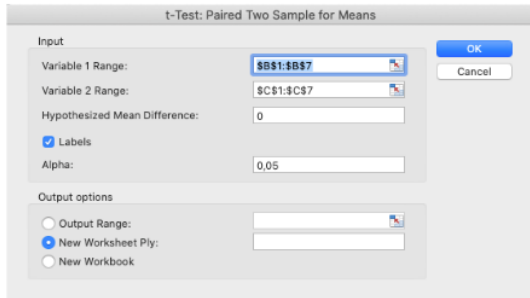 t-Test: Paired Two Sample for Means
Input
Variable 1 Range: $B$1:$B$7
OK
Cancel
Variable 2 Range: $C$1:$C$7
Hypothesized Mean Difference: 0
Labels
Alpha: 0,05
Output options
Output Range:
New Worksheet Ply:
New Workbook